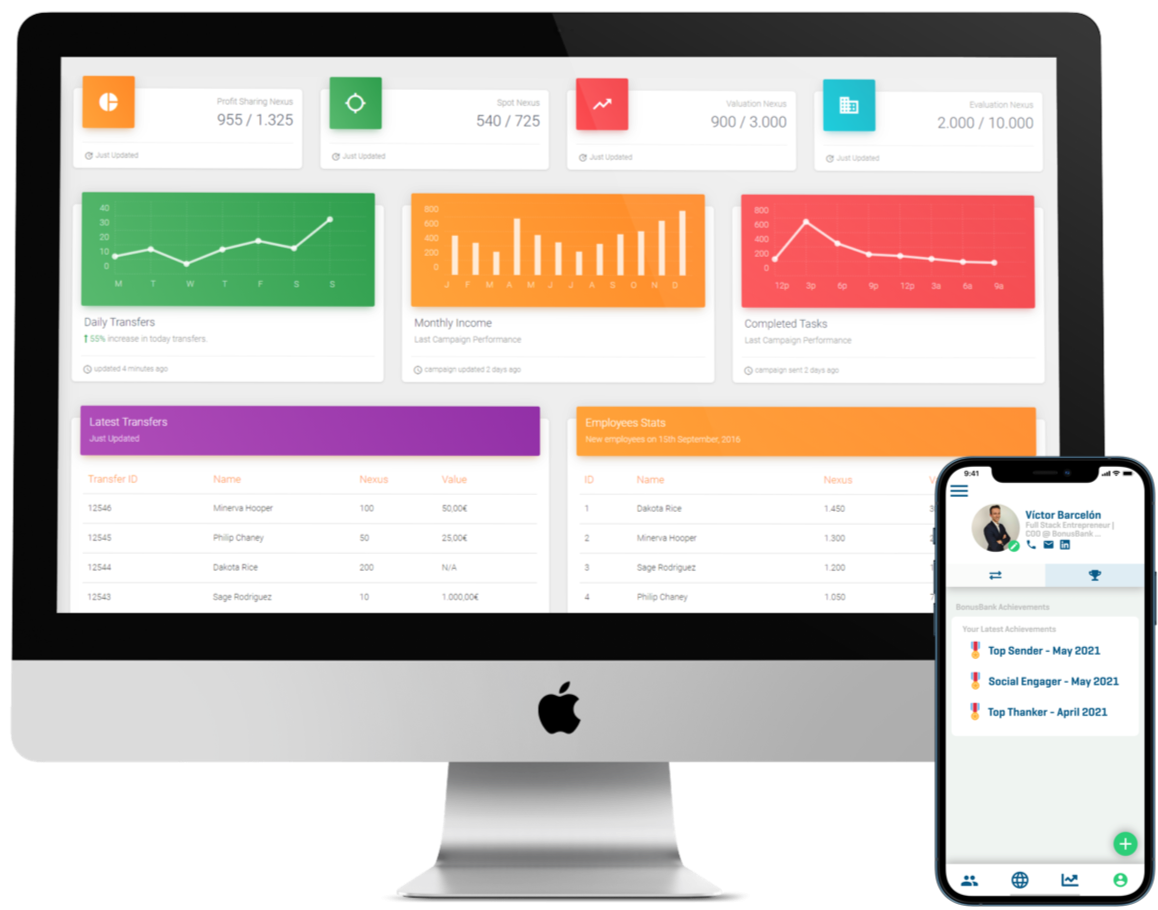 Profit Sharing Nexus
955 / 1.325
Just Updated
Spot Nexus
540 / 725
Just Updated
Valuation Nexus
900 / 3.000
Just Updated
Evaluation Nexus
2.000 / 10.000
Just Updated
40
30
20
10
0
M T W T F S S
Daily Transfers
55% increase in today transfers.
updated 4 minutes ago
800
600
400
200
0
J F M A M J J A S O N D
Monthly Income
Last Campaign Performance
campaign updated 2 days ago
800
600
400
200
0
12p 3p 6p 9p 12p 3a 6a 9a
Completed Tasks
Last Campaign Performance
campaign sent 2 days ago
Latest Transfers
Just Updated
Transfer ID Name Nexus Value
12546 Minerva Hooper 100 50,00€
12545 Philip Chaney 50 25,00€
12544 Dakota Rice 200 N/A
12543 Sage Rodriguez 10 1.000,00€
Employees Stats
New employees on 15th September, 2016
ID Name Nexus
1 Dakota Rice 1.450
2 Minerva Hooper 1.300
3 Sage Rodriguez 1.200
4 Philip Chaney 1.050
9:41
Víctor Barcelón
Full Stack Entrepreneur |
COO @ BonusBank ...
BonusBank Achievements
Your Latest Achievements
Top Sender - May 2021
Social Engager - May 2021
Top Thanker - April 2021